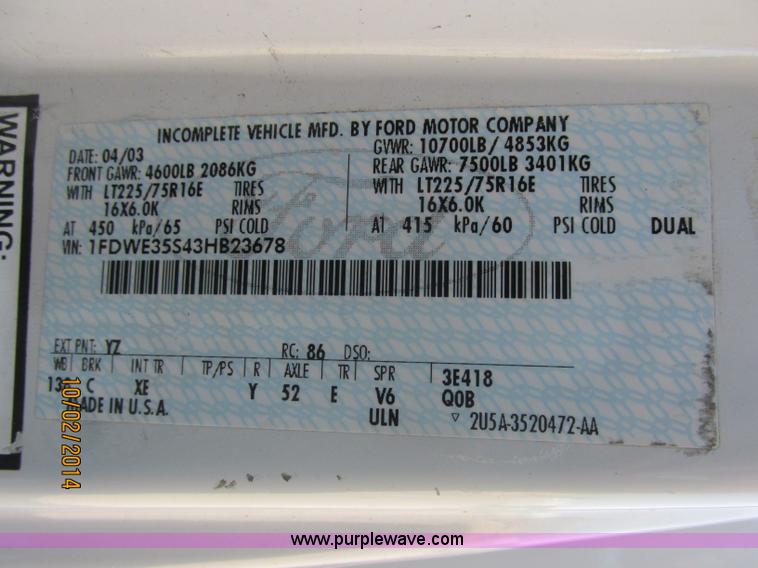 WARNING:
INCOMPLETE VEHICLE MFD. BY FORD MOTOR COMPANY
DATE: 04/03 GVWR: 10700LB/ 4853KG
FRONT GAWR: 4600LB 2086KG REAR GAWR: 7500LB 3401KG
WITH LT225/75R16E TIRES WITH LT225/75R16E TIRES
16X6.0K RIMS 16X6.0K RIMS
AT 450 kPa/65 PSI COLD AT 415 kPa/60 PSI COLD DUAL
VIN: 1FDWE35S43HB23678
Ford
EXT PNT: YZ RC: 86 DSO:
WB BRK INT TR TP/PS R AXLE TR SPR 3E418
C XE Y 52 E V6 Q0B
MADE IN U.S.A. ULN 2U5A-3520472-AA
10/02/2014
www.purplewave.com